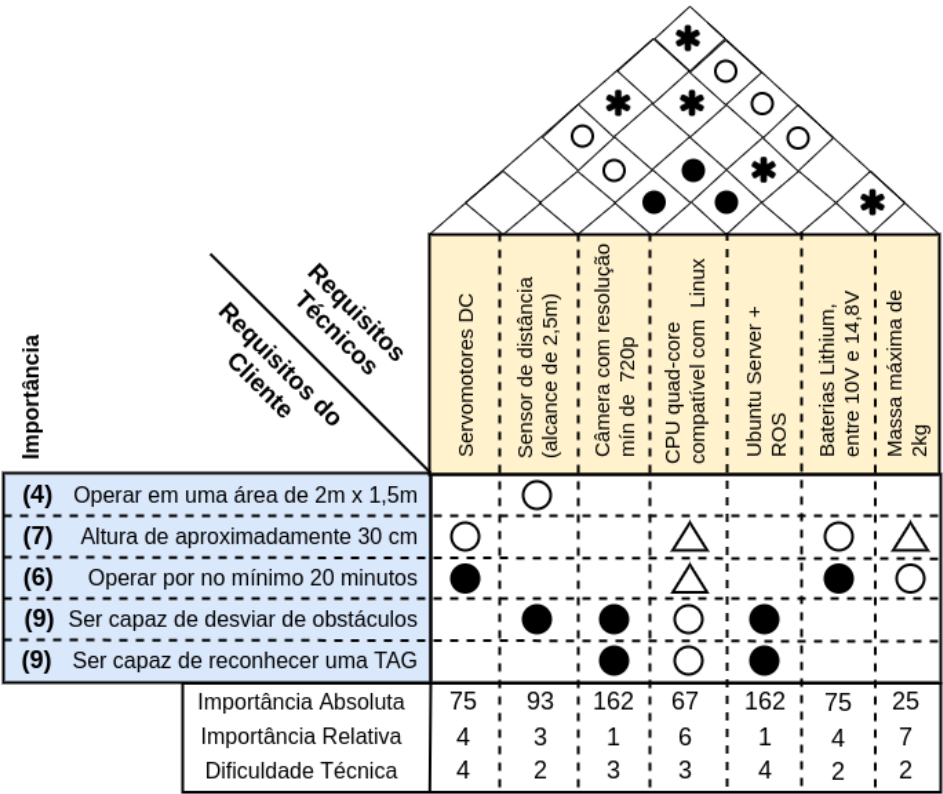 Requisitos
Técnicos
Requisitos do
Cliente
Importância
Servomotores DC
Sensor de distância
(alcance de 2,5m)
Câmera com resolução
mín de 720p
CPU quad-core
compatível com Linux
Ubuntu Server +
ROS
Baterias Lithium,
entre 10V e 14,8V
Massa máxima de
2kg
(4) Operar em uma área de 2m x 1,5m
(7) Altura de aproximadamente 30 cm
(6) Operar por no mínimo 20 minutos
(9) Ser capaz de desviar de obstáculos
(9) Ser capaz de reconhecer uma TAG
Importância Absoluta 75 93 162 67 162 75 25
Importância Relativa 4 3 1 6 1 4 7
Dificuldade Técnica 4 2 3 3 4 2 2